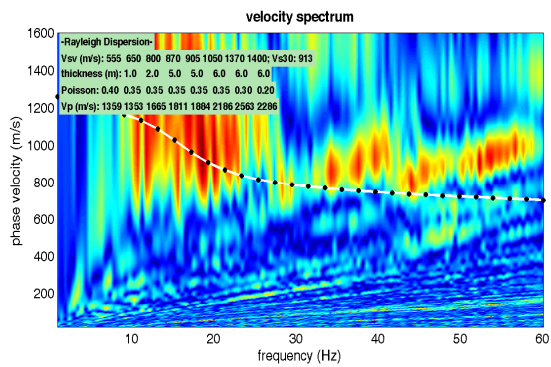 velocity spectrum
-Rayleigh Dispersion-
Vsv (m/s): 555 650 800 870 905 1050 1370 1400; Vs30: 913
thickness (m): 1.0 2.0 5.0 5.0 6.0 6.0 6.0
Poisson: 0.40 0.35 0.35 0.35 0.35 0.35 0.30 0.20
Vp (m/s): 1359 1353 1665 1811 1884 2186 2563 2286
phase velocity (m/s)
1600
1400
1200
1000
800
600
400
200
10 20 30 40 50 60
frequency (Hz)